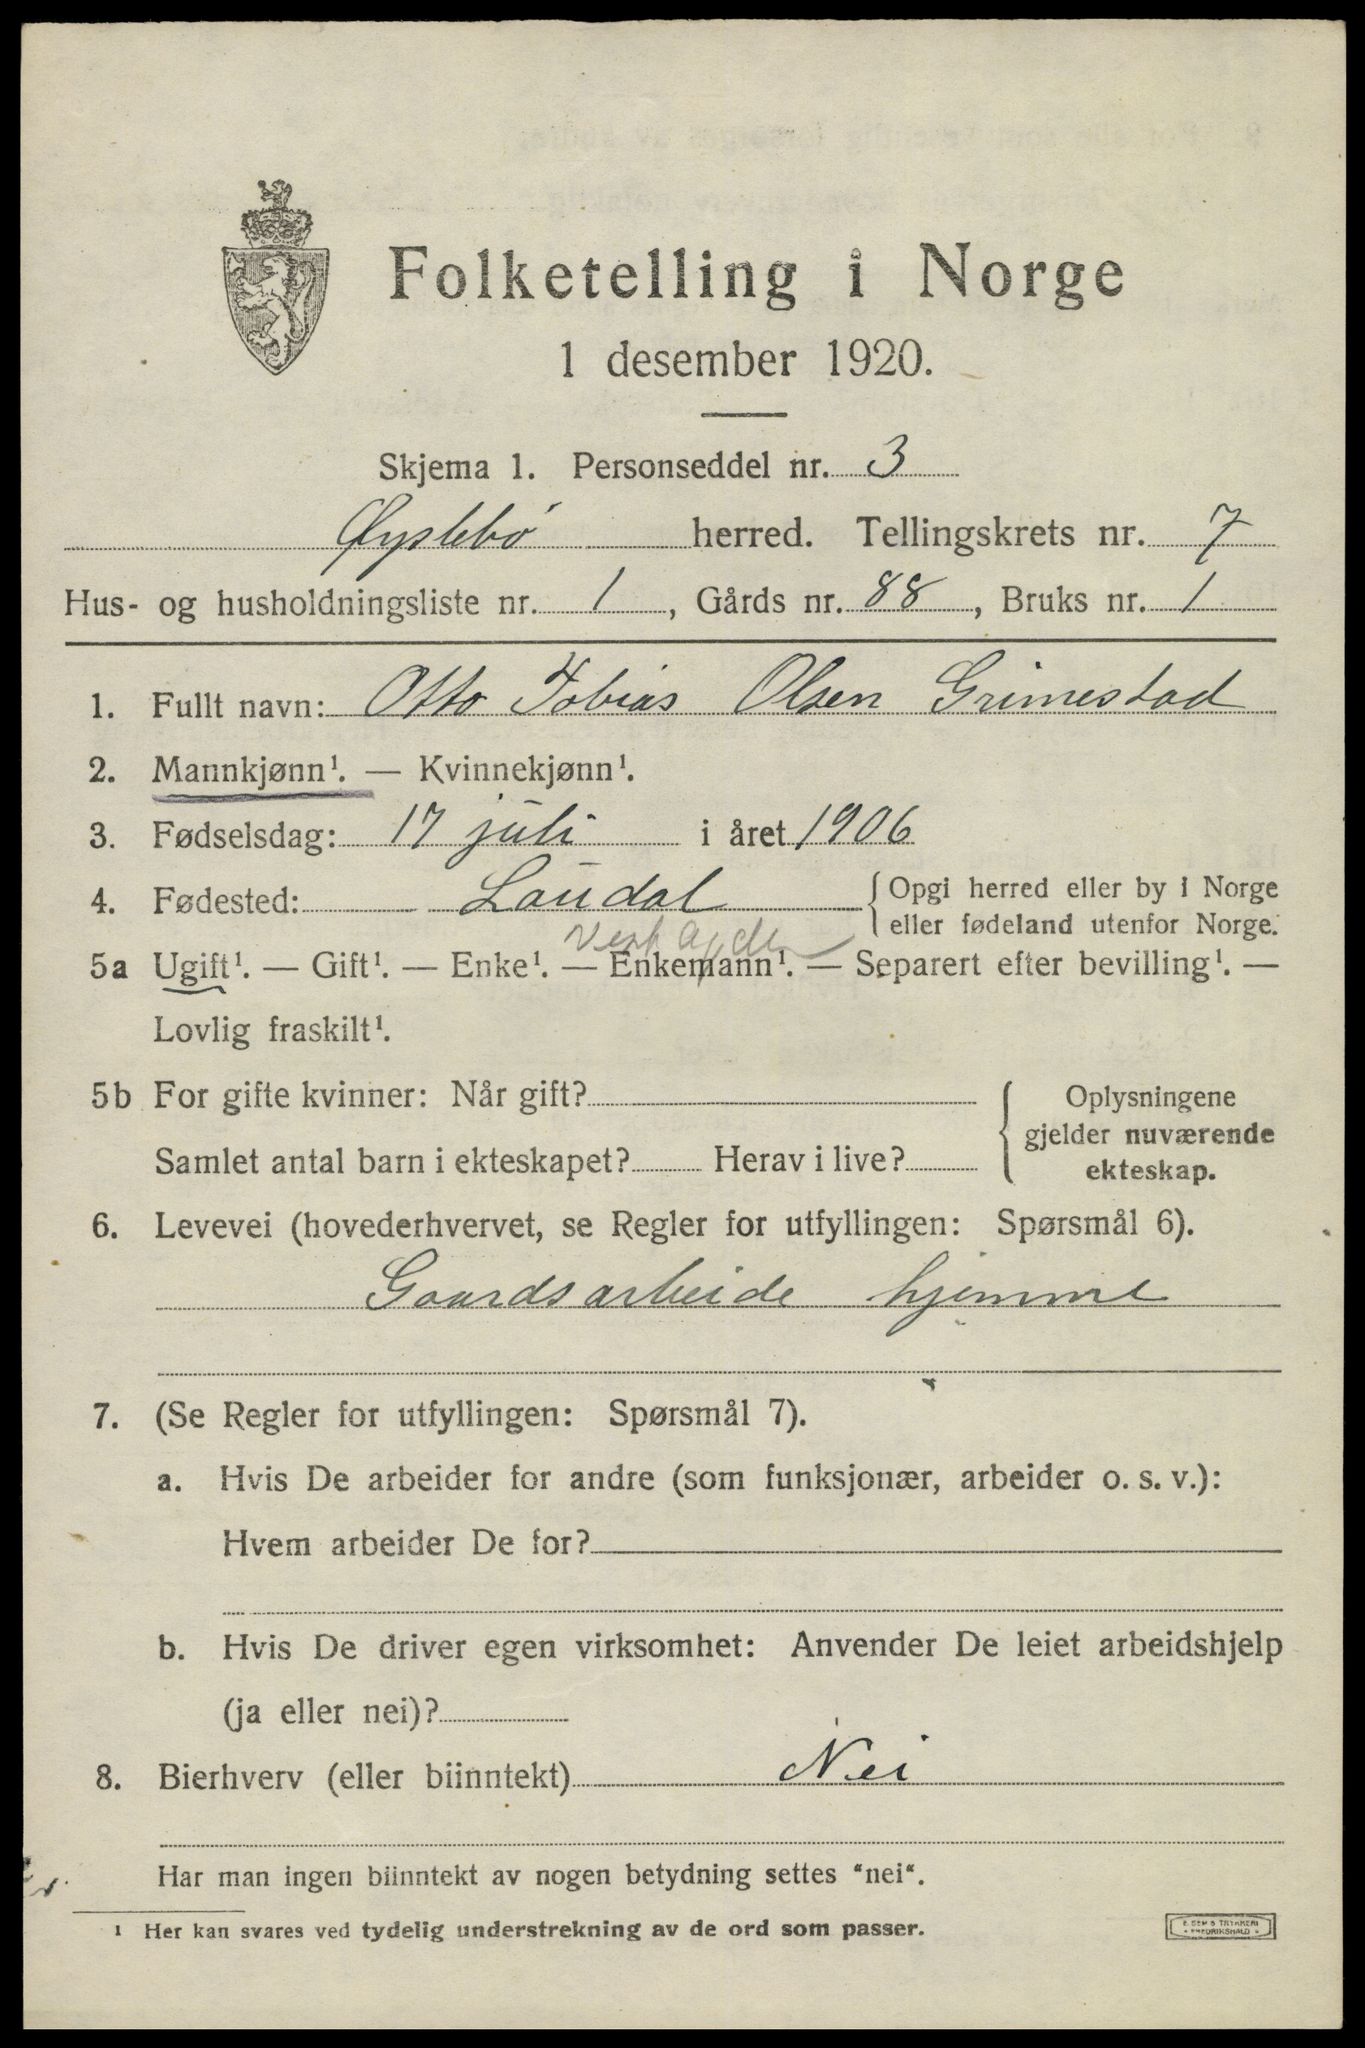 Folketelling i Norge
1 desember 1920.
Skjema 1. Personseddel nr. 3
Øyslebø herred. Tellingskrets nr. 7
Hus- og husholdningsliste nr. 1, Gårds nr. 88, Bruks nr. 1
1. Fullt navn: Otto Tobias Olsen Grimestad
2. Mannkjønn¹. — Kvinnekjønn¹.
3. Fødselsdag: 17 juli i året 1906
4. Fødested: Laudal { Opgi herred eller by i Norge
eller fødeland utenfor Norge.
Vest Agder
5a Ugift¹. — Gift¹. — Enke¹. — Enkemann¹. — Separert efter bevilling¹. —
Lovlig fraskilt¹.
5b For gifte kvinner: Når gift?
Samlet antal barn i ekteskapet? Herav i live?
{ Oplysningene
gjelder nuværende
ekteskap.
6. Levevei (hovederhvervet, se Regler for utfyllingen: Spørsmål 6).
Gaardsarbeide hjemme
7. (Se Regler for utfyllingen: Spørsmål 7).
a. Hvis De arbeider for andre (som funksjonær, arbeider o. s. v.):
Hvem arbeider De for?
b. Hvis De driver egen virksomhet: Anvender De leiet arbeidshjelp
(ja eller nei)?
8. Bierhverv (eller biinntekt) Nei
Har man ingen biinntekt av nogen betydning settes "nei".
¹ Her kan svares ved tydelig understrekning av de ord som passer.
E. SEM'S TRYKKERI
FREDRIKSHALD